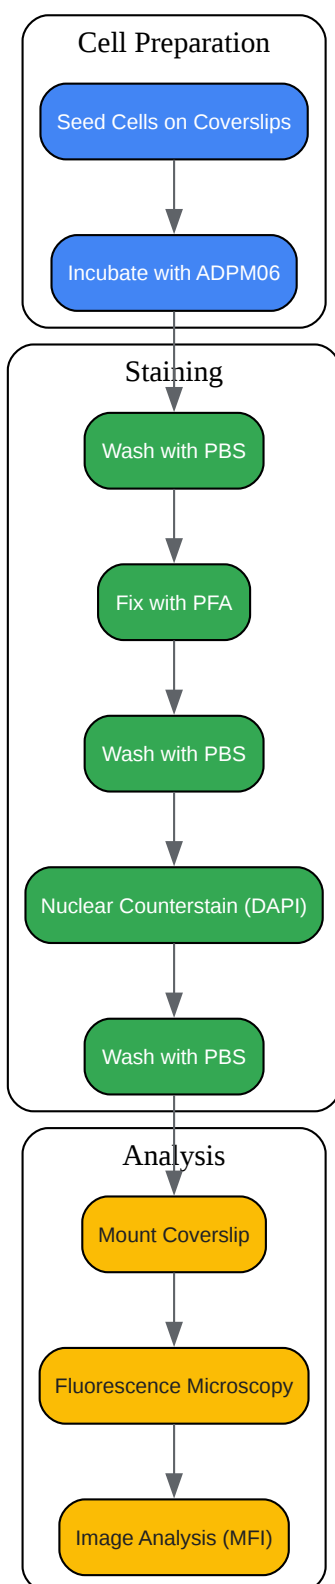 Cell Preparation
Seed Cells on Coverslips
Incubate with ADPM06
Staining
Wash with PBS
Fix with PFA
Wash with PBS
Nuclear Counterstain (DAPI)
Wash with PBS
Analysis
Mount Coverslip
Fluorescence Microscopy
Image Analysis (MFI)